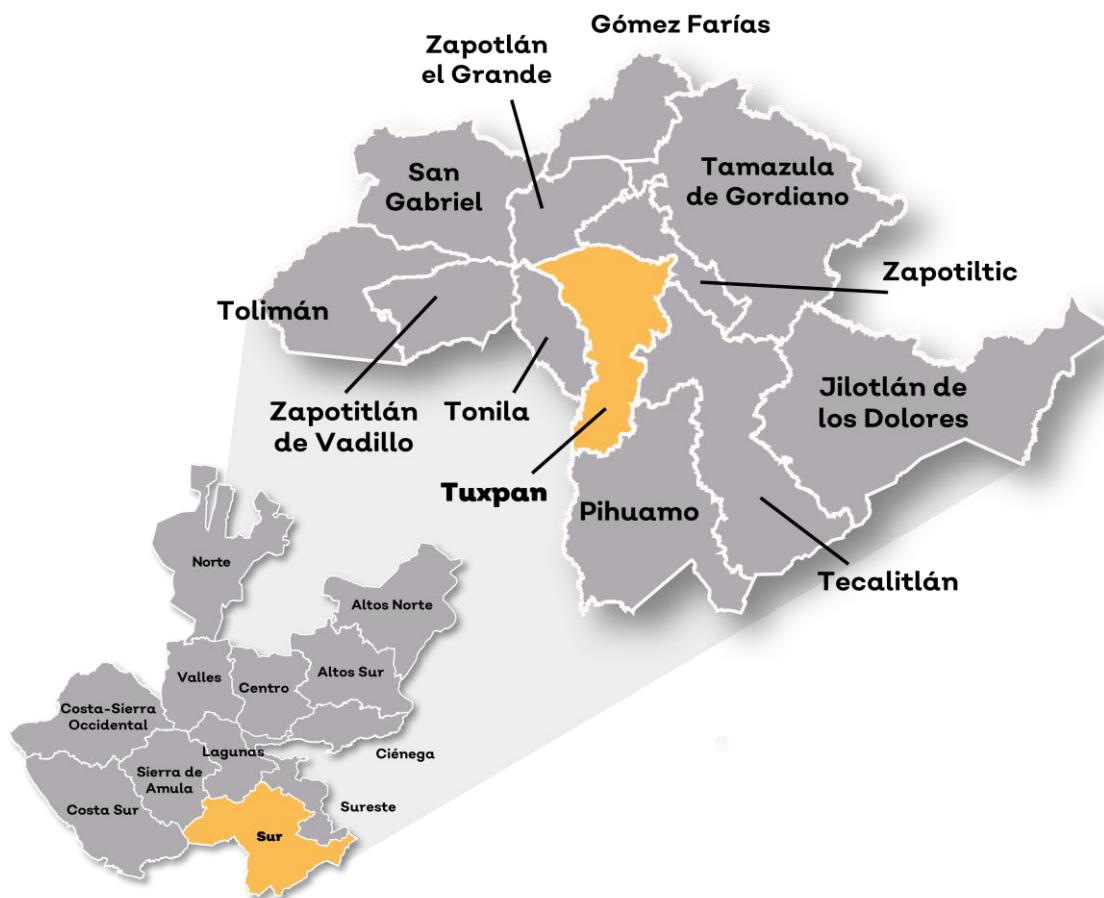 Gómez Farías
Zapotlán
el Grande
San
Gabriel
Tamazula
de Gordiano
Zapotiltic
Tolimán
Jilotlán de
los Dolores
Zapotitlán
de Vadillo
Tonila
Tuxpan
Pihuamo
Tecalitlán
Norte
Altos Norte
Valles
Centro
Altos Sur
Costa-Sierra
Occidental
Lagunas
Ciénega
Sierra de
Amula
Costa Sur
Sureste
Sur